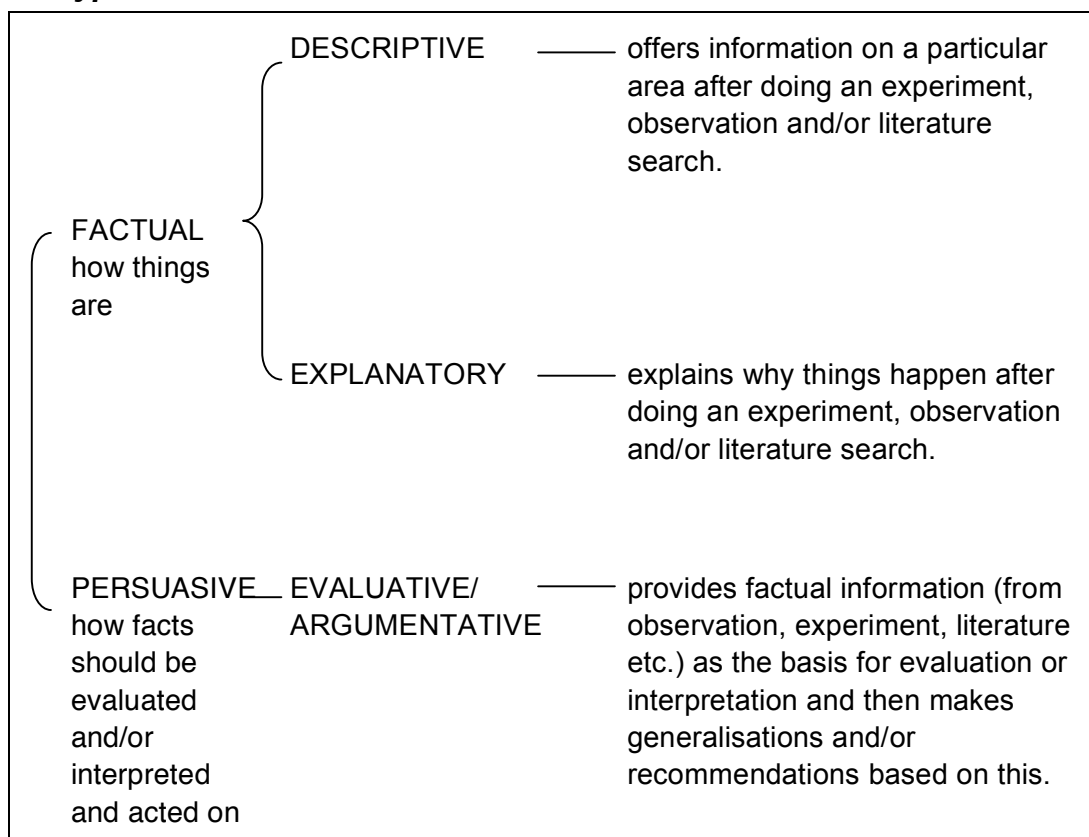 DESCRIPTIVE
offers information on a particular
area after doing an experiment,
observation and/or literature
search.
FACTUAL
how things
are
EXPLANATORY
explains why things happen after
doing an experiment, observation
and/or literature search.
PERSUASIVE
how facts
should be
evaluated
and/or
interpreted
and acted on
EVALUATIVE/
ARGUMENTATIVE
provides factual information (from
observation, experiment, literature
etc.) as the basis for evaluation or
interpretation and then makes
generalisations and/or
recommendations based on this.